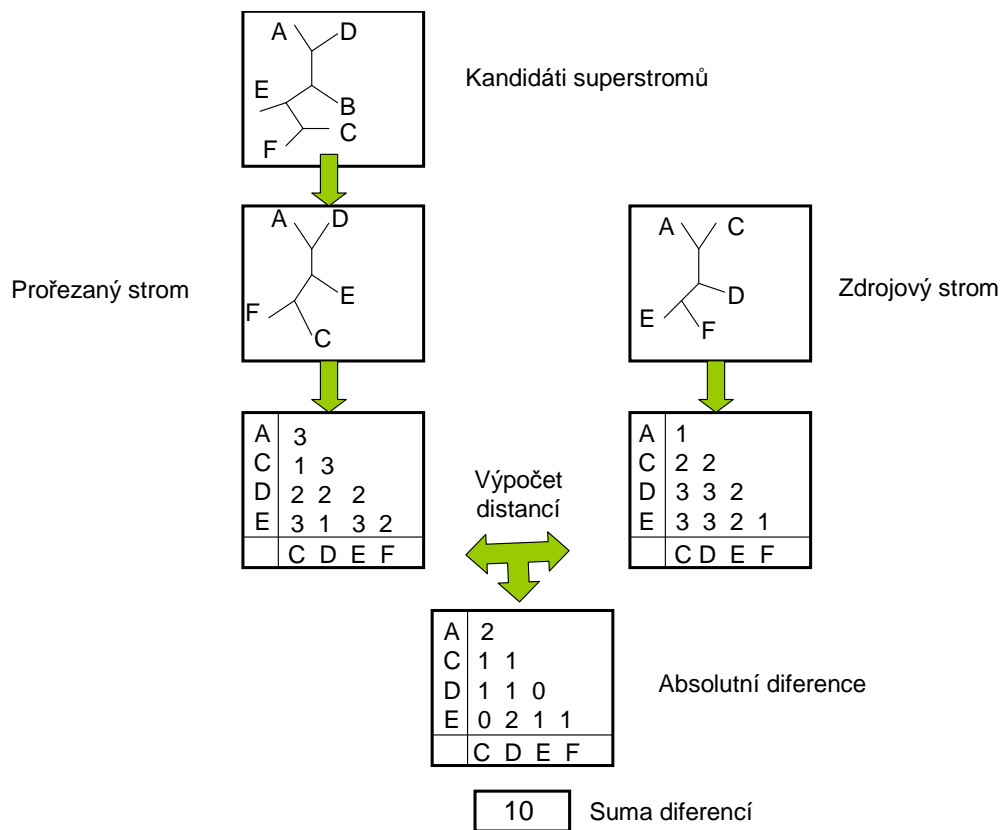 A D
E
B
C
F
Kandidáti superstromů
A D
E
F
C
Prořezaný strom
A C
D
E
F
Zdrojový strom
A 3
C 1 3
D 2 2 2
E 3 1 3 2
C D E F
Výpočet
distancí
A 1
C 2 2
D 3 3 2
E 3 3 2 1
C D E F
A 2
C 1 1
D 1 1 0
E 0 2 1 1
C D E F
Absolutní diference
10 Suma diferencí